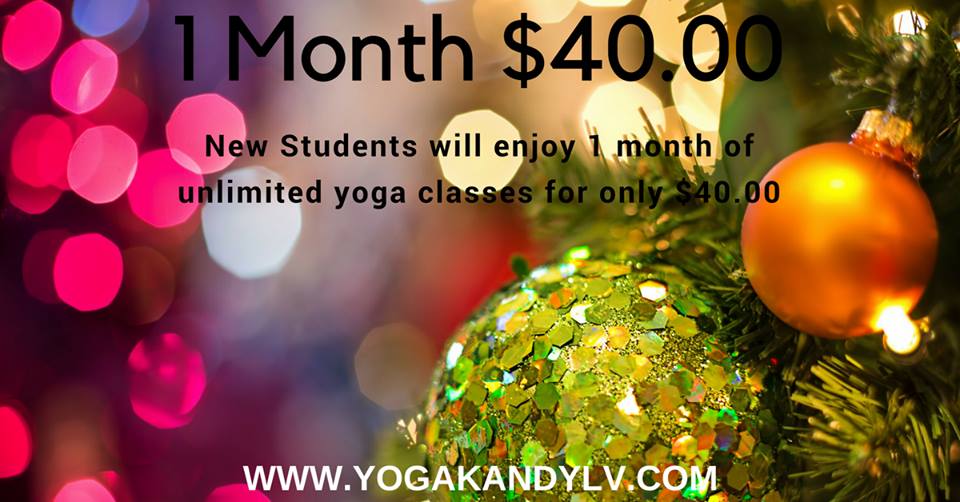 1 Month $40.00
New Students will enjoy 1 month of
unlimited yoga classes for only $40.00
WWW.YOGAKANDYLV.COM